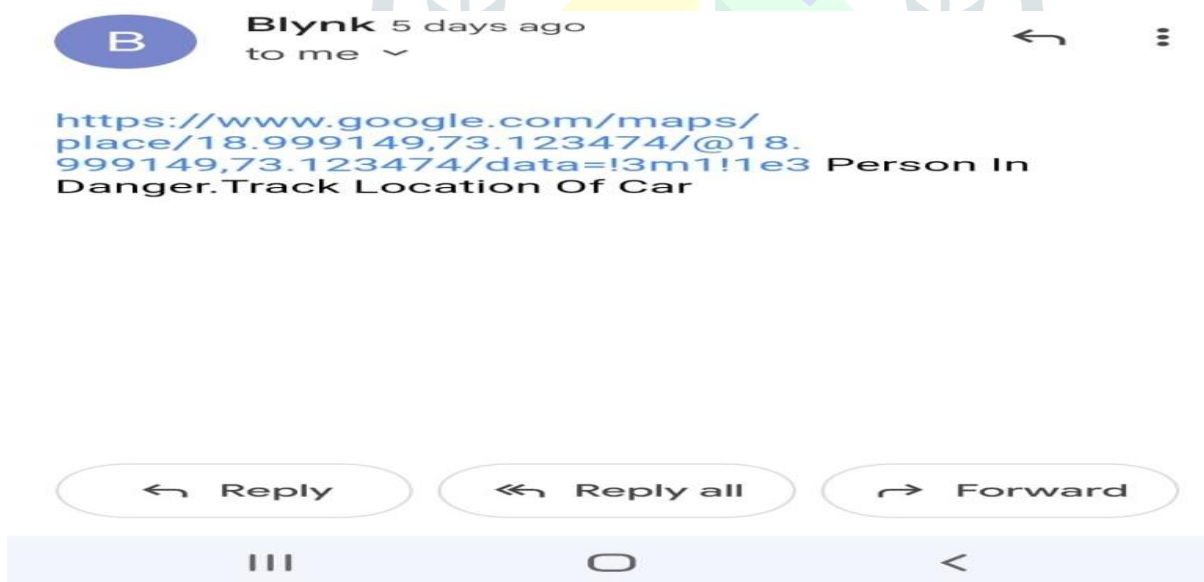 B
Blynk 5 days ago
to me
https://www.google.com/maps/
place/18.999149,73.123474/@18.
999149,73.123474/data=!3m1!1e3 Person In
Danger.Track Location Of Car
Reply
Reply all
Forward